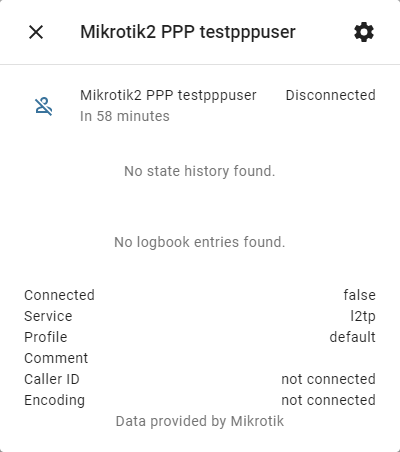 Mikrotik2 PPP testpppuser
Mikrotik2 PPP testpppuser Disconnected
In 58 minutes
No state history found.
No logbook entries found.
Connected false
Service l2tp
Profile default
Comment
Caller ID not connected
Encoding not connected
Data provided by Mikrotik